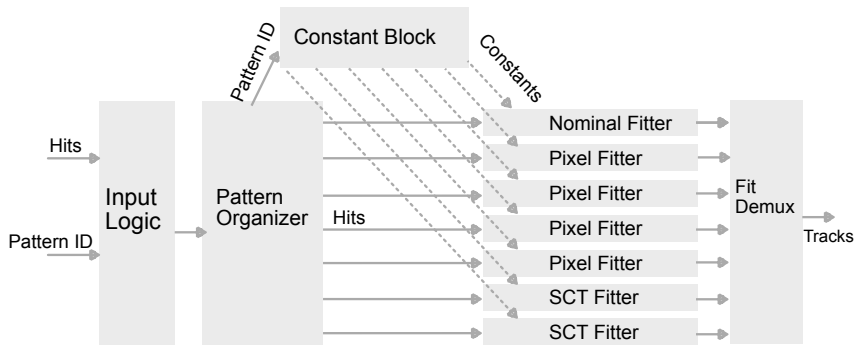 Pattern ID
Constant Block
Constants
Hits
Pattern ID
Input
Logic
Pattern
Organizer
Hits
Nominal Fitter
Pixel Fitter
Pixel Fitter
Pixel Fitter
Pixel Fitter
SCT Fitter
SCT Fitter
Fit
Demux
Tracks